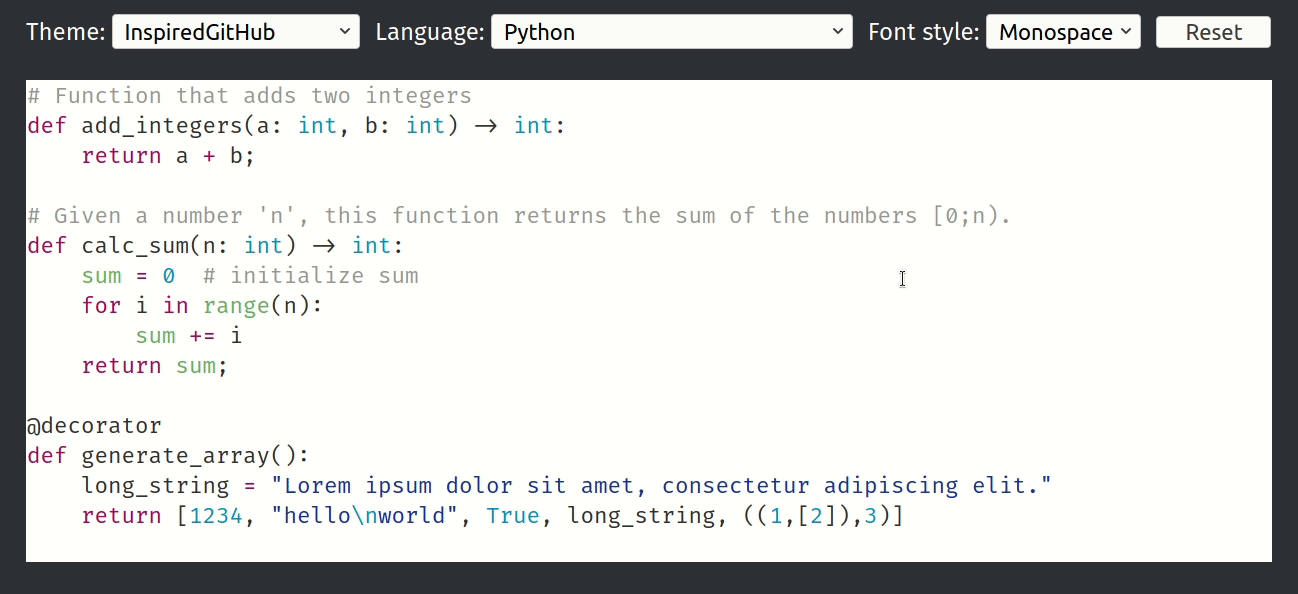 Theme: InspiredGitHub Language: Python Font style: Monospace Reset
# Function that adds two integers
def add_integers(a: int, b: int) -> int:
    return a + b;
# Given a number 'n', this function returns the sum of the numbers [0;n).
def calc_sum(n: int) -> int:
    sum = 0  # initialize sum
    for i in range(n):
        sum += i
    return sum;
@decorator
def generate_array():
    long_string = "Lorem ipsum dolor sit amet, consectetur adipiscing elit."
    return [1234, "hello\nworld", True, long_string, ((1,[2]),3)]